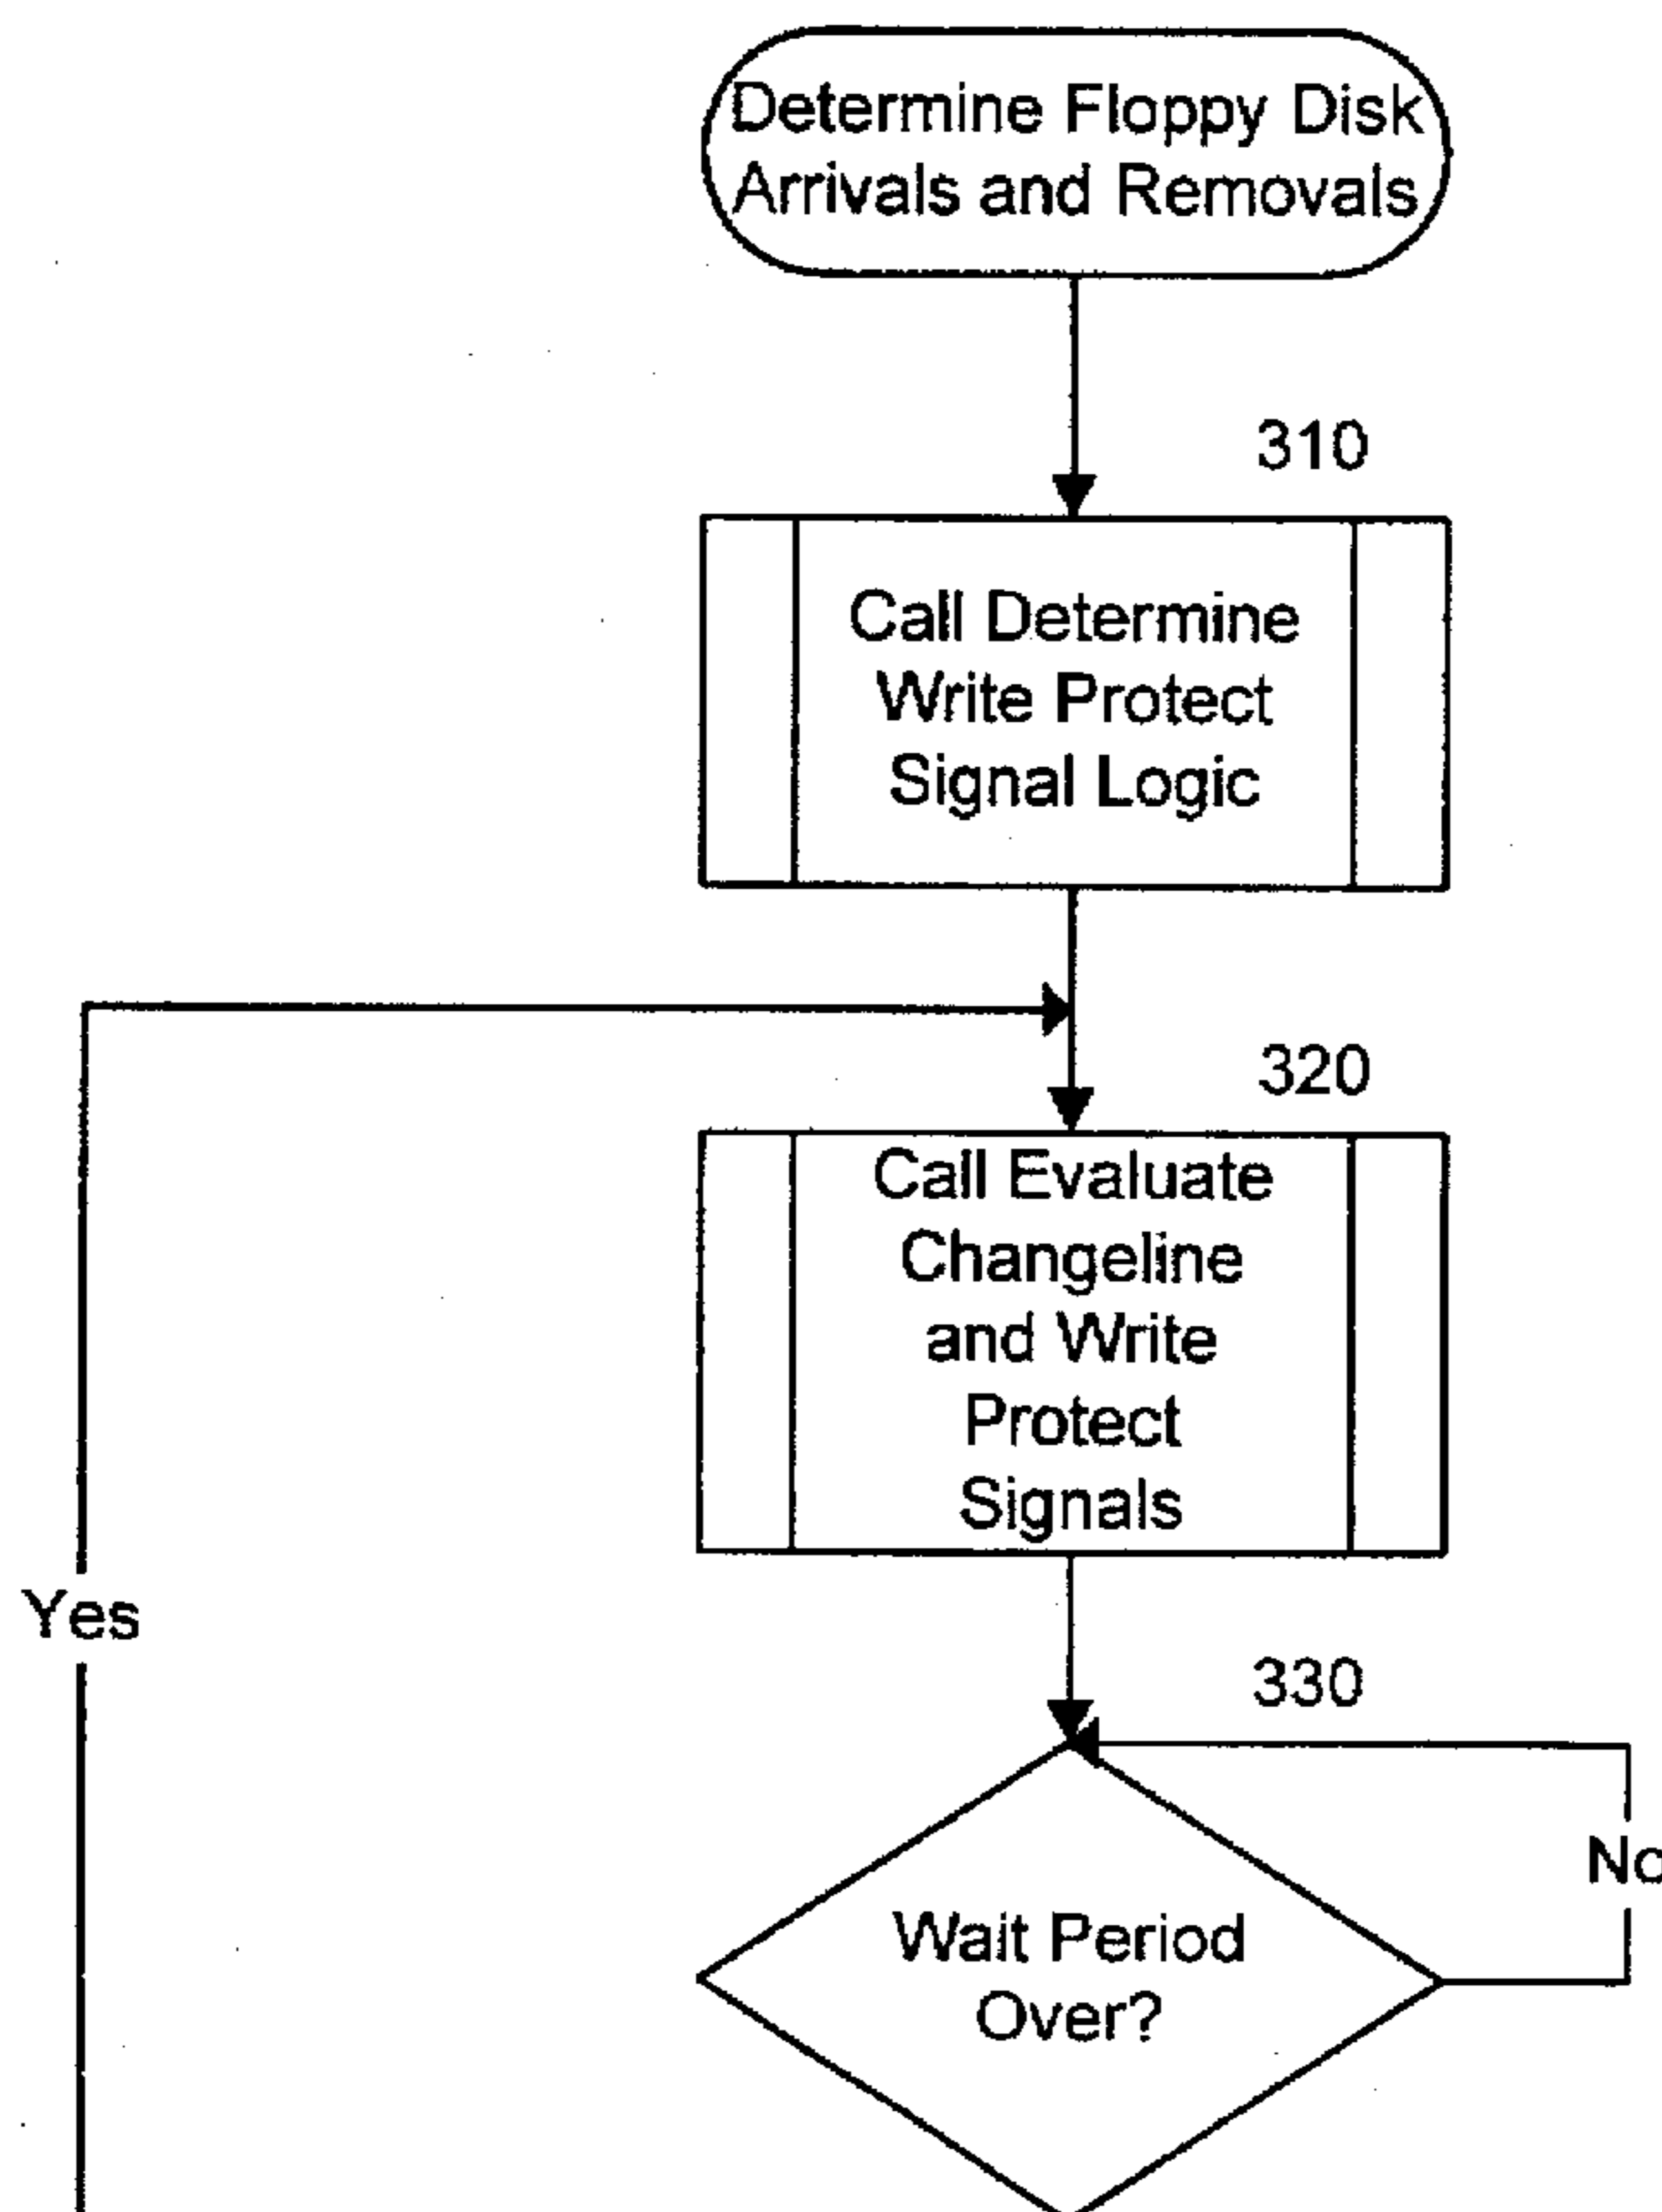 Determine Floppy Disk
Arrivals and Removals
310
Call Determine
Write Protect
Signal Logic
320
Call Evaluate
Changeline
and Write
Protect
Signals
Yes
330
No
Wait Period
Over?